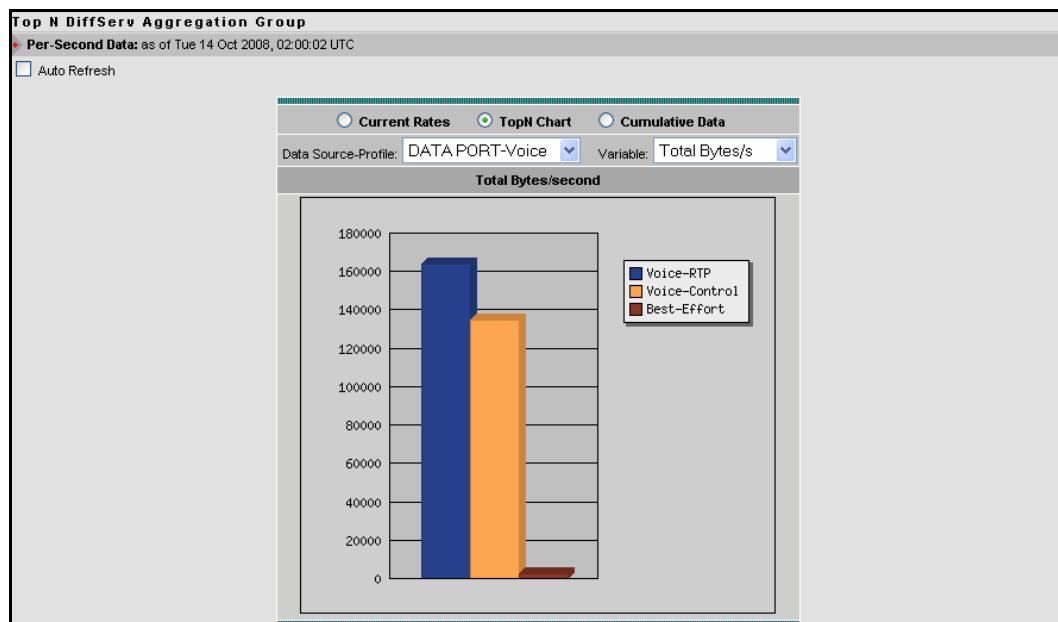 Top N DiffServ Aggregation Group
Per-Second Data: as of Tue 14 Oct 2008, 02:00:02 UTC
Auto Refresh
Current Rates TopN Chart Cumulative Data
Data Source-Profile: DATA PORT-Voice Variable: Total Bytes/s
Total Bytes/second
180000
160000
140000
120000
100000
80000
60000
40000
20000
0
Voice-RTP
Voice-Control
Best-Effort